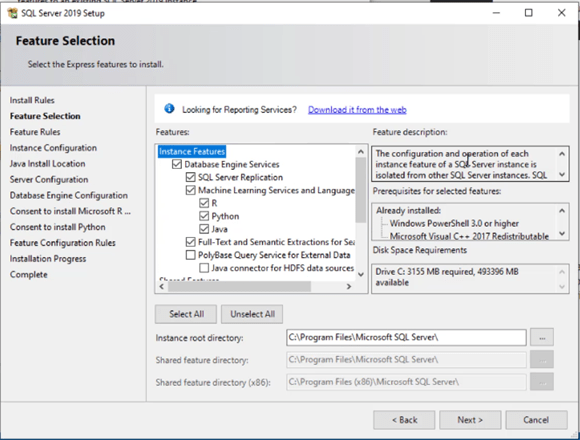 SQL Server 2019 Setup
Feature Selection
Select the Express features to install.
Install Rules
Feature Selection
Feature Rules
Instance Configuration
Java Install Location
Server Configuration
Database Engine Configuration
Consent to install Microsoft R ...
Consent to install Python
Feature Configuration Rules
Installation Progress
Complete
Looking for Reporting Services? Download it from the web
Features:
Instance Features
Database Engine Services
SQL Server Replication
Machine Learning Services and Language
R
Python
Java
Full-Text and Semantic Extractions for Sea
PolyBase Query Service for External Data
Java connector for HDFS data sources
Feature description:
The configuration and operation of each
instance feature of a SQL Server instance is
isolated from other SQL Server instances. SQL
Prerequisites for selected features:
Already installed:
Windows PowerShell 3.0 or higher
Microsoft Visual C++ 2017 Redistributable
Disk Space Requirements
Drive C: 3155 MB required, 493396 MB
available
Select All
Unselect All
Instance root directory:
C:\Program Files\Microsoft SQL Server\
...
Shared feature directory:
C:\Program Files\Microsoft SQL Server\
...
Shared feature directory (x86):
C:\Program Files (x86)\Microsoft SQL Server\
...
< Back
Next >
Cancel